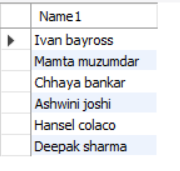 Name1
Ivan bayross
Mamta muzumdar
Chhaya bankar
Ashwini joshi
Hansel colaco
Deepak sharma